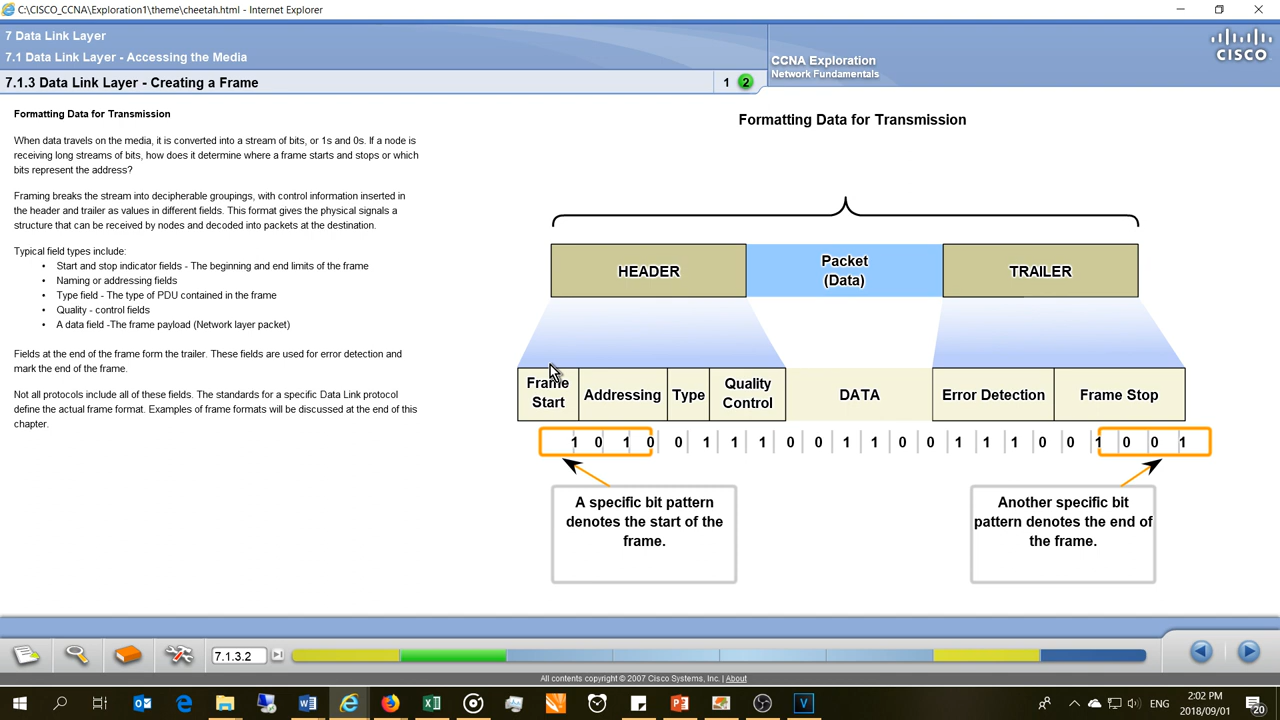 C:\CISCO_CCNA\Exploration1\theme\cheetah.html - Internet Explorer
7 Data Link Layer
7.1 Data Link Layer - Accessing the Media
7.1.3 Data Link Layer - Creating a Frame
1 2
CCNA Exploration
Network Fundamentals
CISCO
Formatting Data for Transmission
When data travels on the media, it is converted into a stream of bits, or 1s and 0s. If a node is
receiving long streams of bits, how does it determine where a frame starts and stops or which
bits represent the address?
Framing breaks the stream into decipherable groupings, with control information inserted in
the header and trailer as values in different fields. This format gives the physical signals a
structure that can be received by nodes and decoded into packets at the destination.
Typical field types include:
• Start and stop indicator fields - The beginning and end limits of the frame
• Naming or addressing fields
• Type field - The type of PDU contained in the frame
• Quality - control fields
• A data field -The frame payload (Network layer packet)
Fields at the end of the frame form the trailer. These fields are used for error detection and
mark the end of the frame.
Not all protocols include all of these fields. The standards for a specific Data Link protocol
define the actual frame format. Examples of frame formats will be discussed at the end of this
chapter.
Formatting Data for Transmission
HEADER
Packet
(Data)
TRAILER
Frame
Start
Addressing
Type
Quality
Control
DATA
Error Detection
Frame Stop
1 0 1 0 0 1 1 1 0 0 1 1 0 0 1 1 1 0 0 1 0 0 1
A specific bit pattern
denotes the start of the
frame.
Another specific bit
pattern denotes the end of
the frame.
7.1.3.2
All contents copyright © 2007 Cisco Systems, Inc. | About
2:02 PM
2018/09/01
20